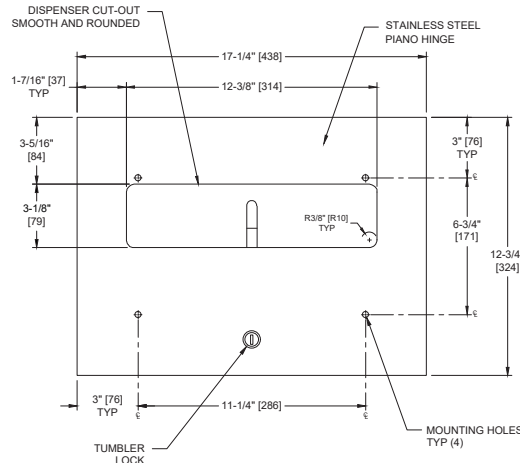 DISPENSER CUT-OUT
SMOOTH AND ROUNDED
STAINLESS STEEL
PIANO HINGE
17-1/4" [438]
1-7/16" [37]
TYP
12-3/8" [314]
3-5/16"
[84]
3" [76]
TYP
3-1/8"
[79]
R3/8" [R10]
TYP
6-3/4"
[171]
12-3/4
[324]
3" [76]
TYP
11-1/4" [286]
MOUNTING HOLES
TYP (4)
TUMBLER
LOCK
℄
℄
℄
℄